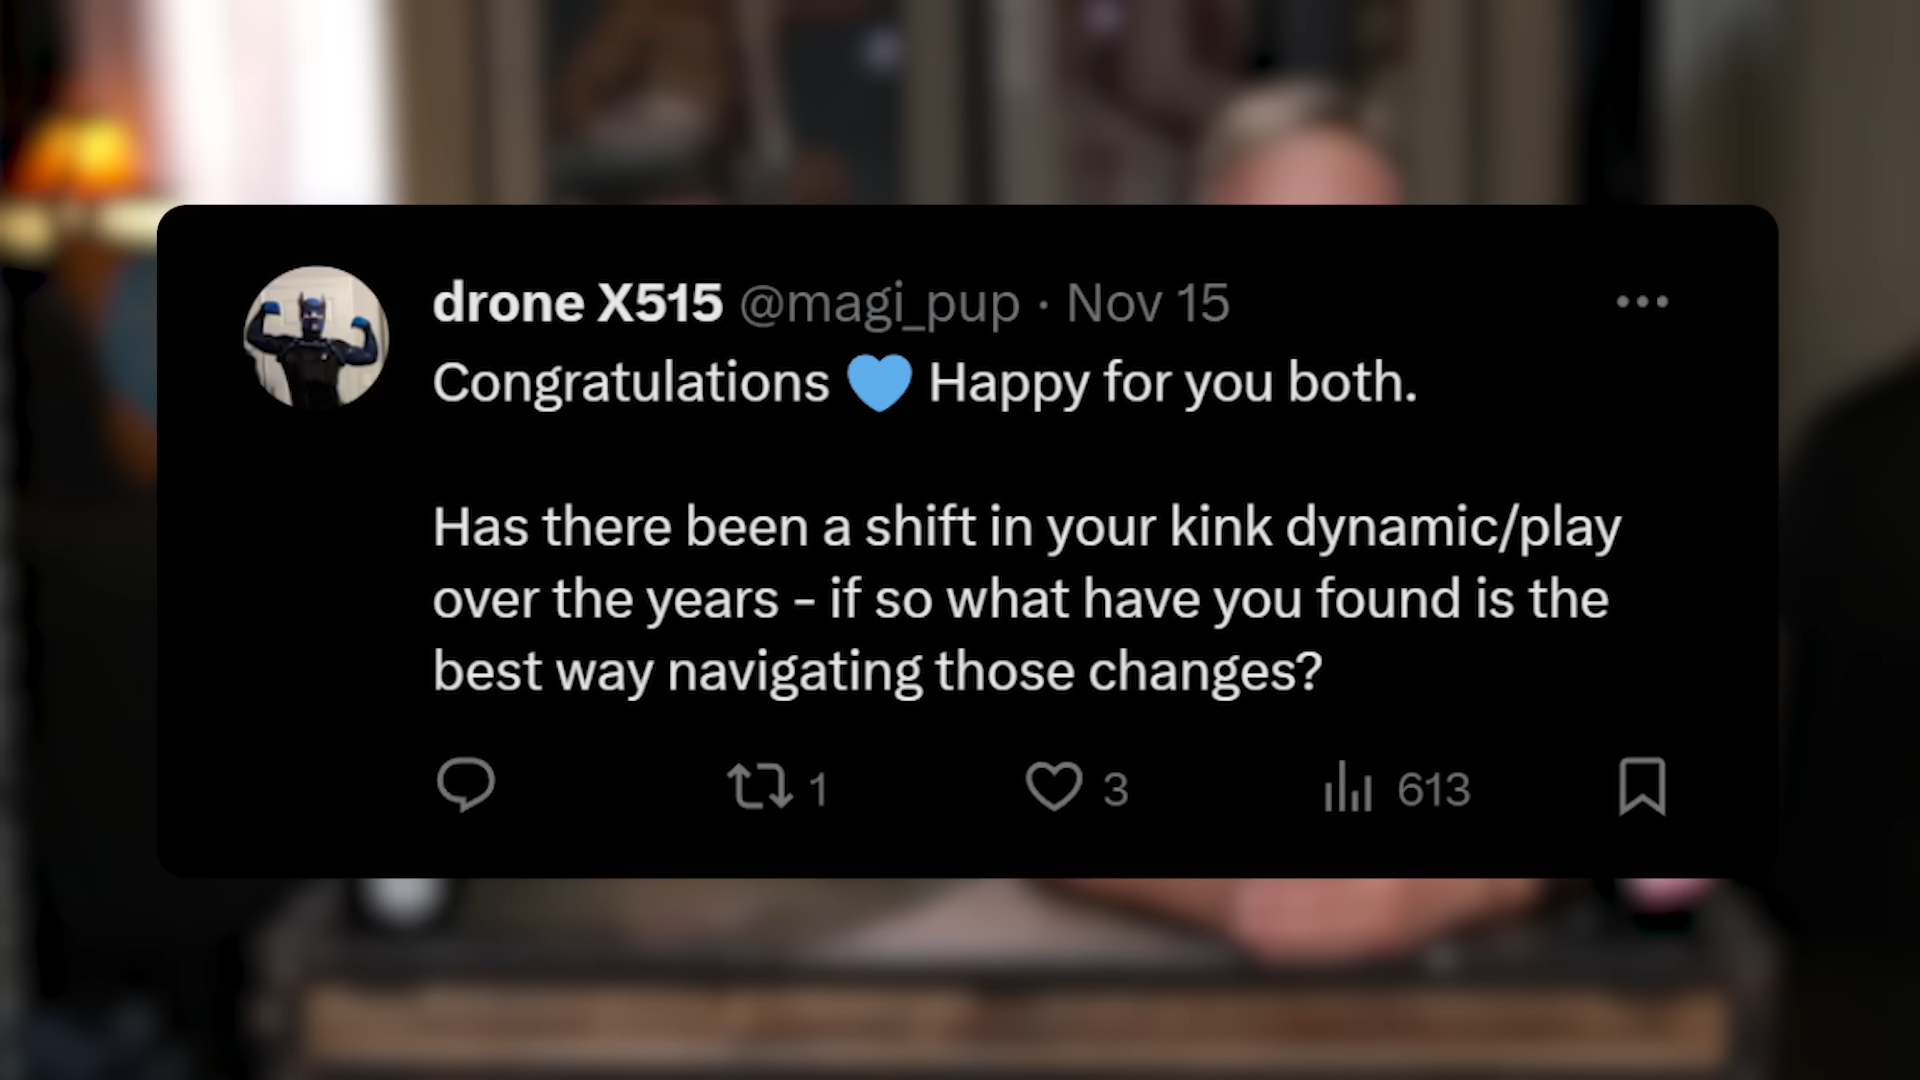 drone X515 @magi_pup · Nov 15
Congratulations 💙 Happy for you both.
Has there been a shift in your kink dynamic/play
over the years – if so what have you found is the
best way navigating those changes?
1 3 613